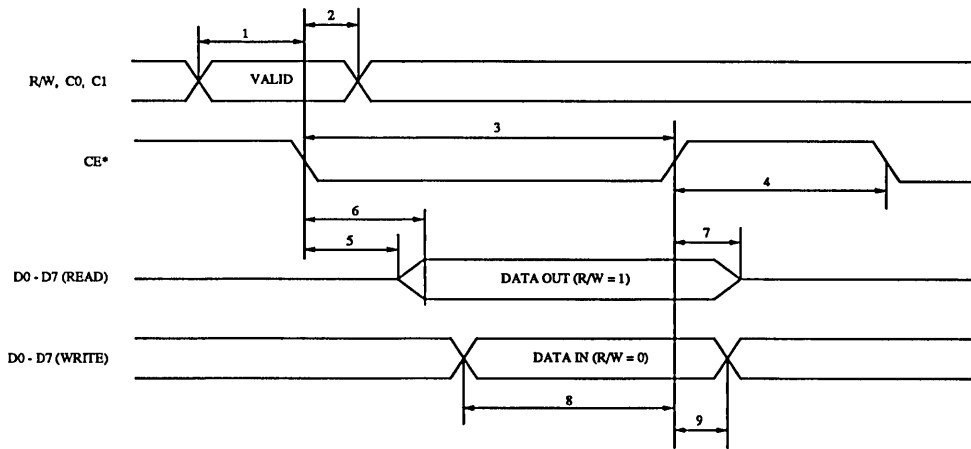 1
2
R/W, C0, C1
VALID
3
CE*
4
6
5
7
D0 - D7 (READ)
DATA OUT (R/W = 1)
D0 - D7 (WRITE)
DATA IN (R/W = 0)
8
9